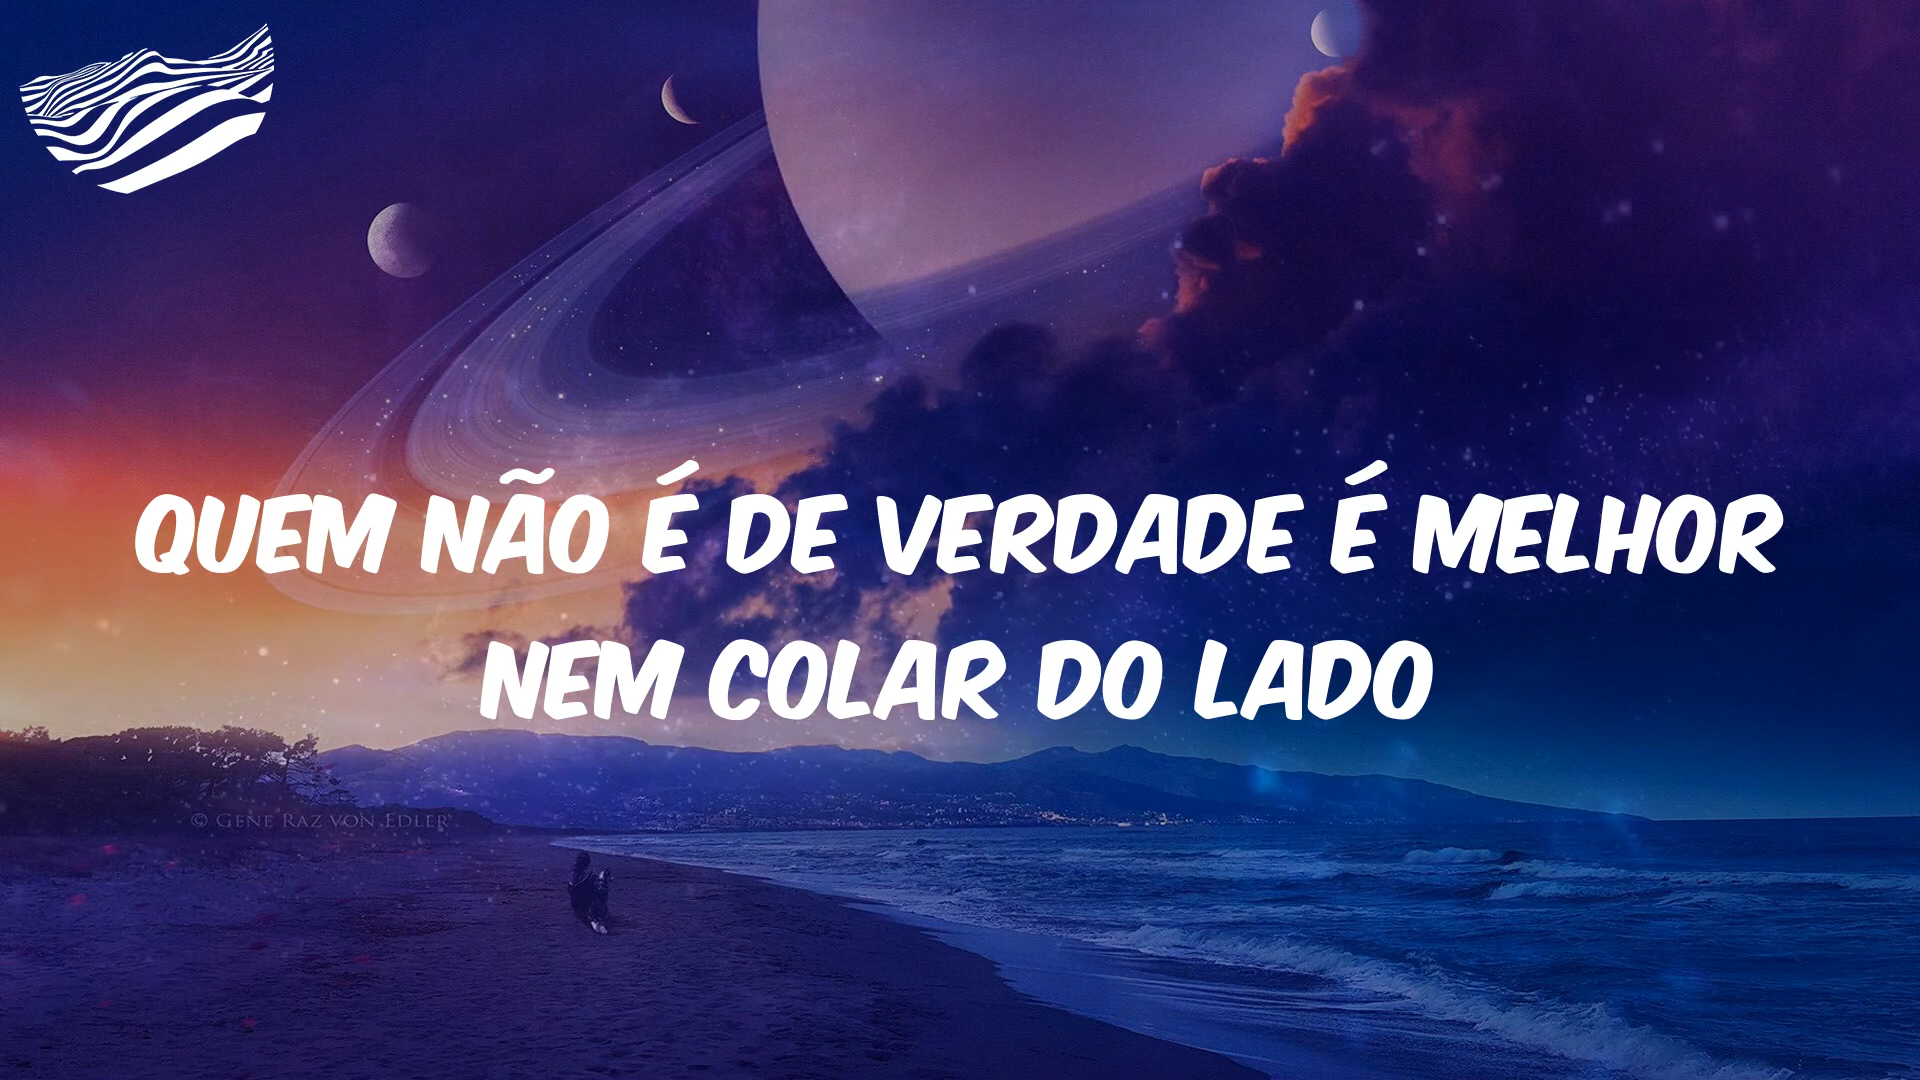 QUEM NÃO É DE VERDADE É MELHOR
NEM COLAR DO LADO
© GENE RAZ VON EDLER